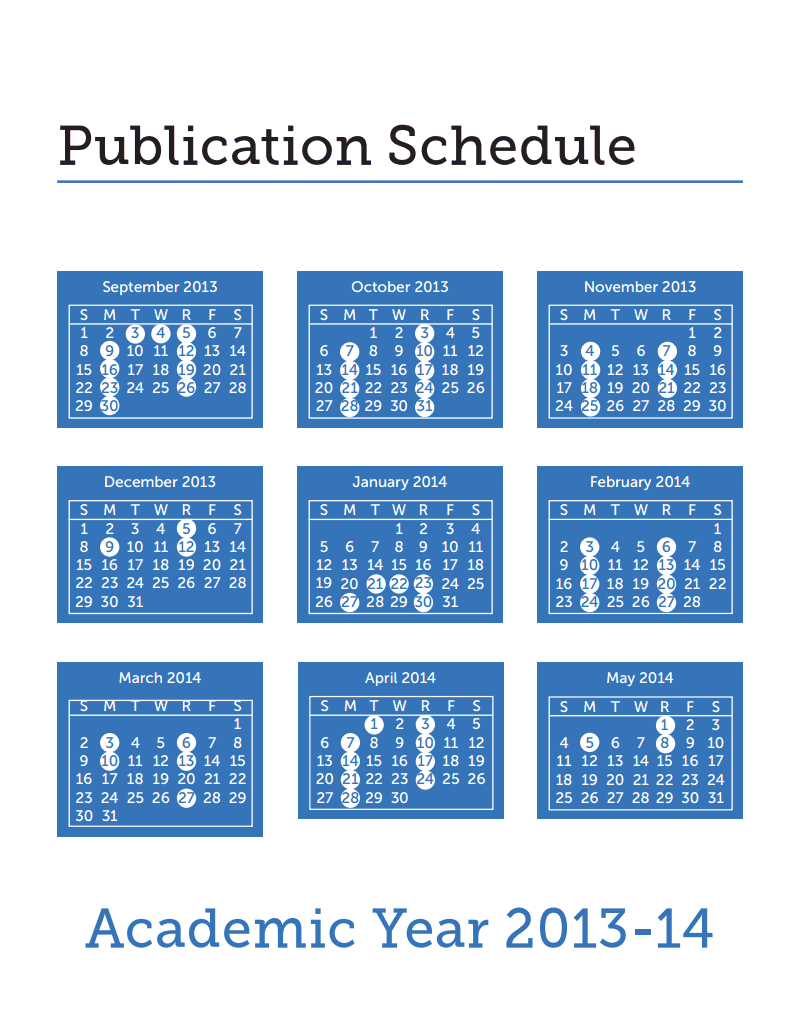 Publication Schedule
September 2013
S M T W R F S
1 2 3 4 5 6 7
8 9 10 11 12 13 14
15 16 17 18 19 20 21
22 23 24 25 26 27 28
29 30
October 2013
S M T W R F S
1 2 3 4 5
6 7 8 9 10 11 12
13 14 15 16 17 18 19
20 21 22 23 24 25 26
27 28 29 30 31
November 2013
S M T W R F S
1 2
3 4 5 6 7 8 9
10 11 12 13 14 15 16
17 18 19 20 21 22 23
24 25 26 27 28 29 30
December 2013
S M T W R F S
1 2 3 4 5 6 7
8 9 10 11 12 13 14
15 16 17 18 19 20 21
22 23 24 25 26 27 28
29 30 31
January 2014
S M T W R F S
1 2 3 4
5 6 7 8 9 10 11
12 13 14 15 16 17 18
19 20 21 22 23 24 25
26 27 28 29 30 31
February 2014
S M T W R F S
1
2 3 4 5 6 7 8
9 10 11 12 13 14 15
16 17 18 19 20 21 22
23 24 25 26 27 28
March 2014
S M T W R F S
1
2 3 4 5 6 7 8
9 10 11 12 13 14 15
16 17 18 19 20 21 22
23 24 25 26 27 28 29
30 31
April 2014
S M T W R F S
1 2 3 4 5
6 7 8 9 10 11 12
13 14 15 16 17 18 19
20 21 22 23 24 25 26
27 28 29 30
May 2014
S M T W R F S
1 2 3
4 5 6 7 8 9 10
11 12 13 14 15 16 17
18 19 20 21 22 23 24
25 26 27 28 29 30 31
Academic Year 2013-14